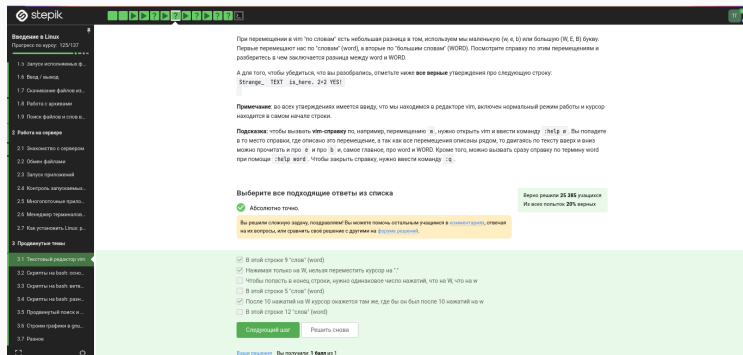 stepik
Введение в Linux
Прогресс по курсу: 125/137
1.5 Запуск исполняемых ф...
1.6 Ввод / вывод
1.7 Скачивание файлов из...
1.8 Работа с архивами
1.9 Поиск файлов и слов в...
2 Работа на сервере
2.1 Знакомство с сервером
2.2 Обмен файлами
2.3 Запуск приложений
2.4 Контроль запускаемых...
2.5 Многопоточные прило...
2.6 Менеджер терминалов...
2.7 Как установить Linux: р...
3 Продвинутые темы
3.1 Текстовый редактор vim
3.2 Скрипты на bash: осно...
3.3 Скрипты на bash: ветв...
3.4 Скрипты на bash: разн...
3.5 Продвинутый поиск и ...
3.6 Строим графики в gnu...
3.7 Разное
При перемещении в vim "по словам" есть небольшая разница в том, используем мы маленькую (w, e, b) или большую (W, E, B) букву.
Первые перемещают нас по "словам" (word), а вторые по "большим словам" (WORD). Посмотрите справку по этим перемещениям и
разберитесь в чем заключается разница между word и WORD.
А для того, чтобы убедиться, что вы разобрались, отметьте ниже все верные утверждения про следующую строку:
Strange_ TEXT is_here. 2=2 YES!
Примечание: во всех утверждениях имеется ввиду, что мы находимся в редакторе vim, включен нормальный режим работы и курсор
находится в самом начале строки.
Подсказка: чтобы вызвать vim-справку по, например, перемещению w, нужно открыть vim и ввести команду :help w. Вы попадете
в то место справки, где описано это перемещение, а так как все перемещения описаны рядом, то двигаясь по тексту вверх и вниз
можно прочитать и про e и про b и, самое главное, про word и WORD. Кроме того, можно вызвать сразу справку по термину word
при помощи :help word. Чтобы закрыть справку, нужно ввести команду :q.
Выберите все подходящие ответы из списка
Верно решили 25 385 учащихся
Из всех попыток 20% верных
Абсолютно точно.
Вы решили сложную задачу, поздравляем! Вы можете помочь остальным учащимся в комментариях, отвечая
на их вопросы, или сравнить своё решение с другими на форуме решений.
В этой строке 9 "слов" (word)
Нажимая только на W, нельзя переместить курсор на "."
Чтобы попасть в конец строки, нужно одинаковое число нажатий, что на W, что на w
В этой строке 5 "слов" (word)
После 10 нажатий на W курсор окажется там же, где бы он был после 10 нажатий на w
В этой строке 12 "слов" (word)
Следующий шаг
Решить снова
Ваши решения Вы получили: 1 балл из 1